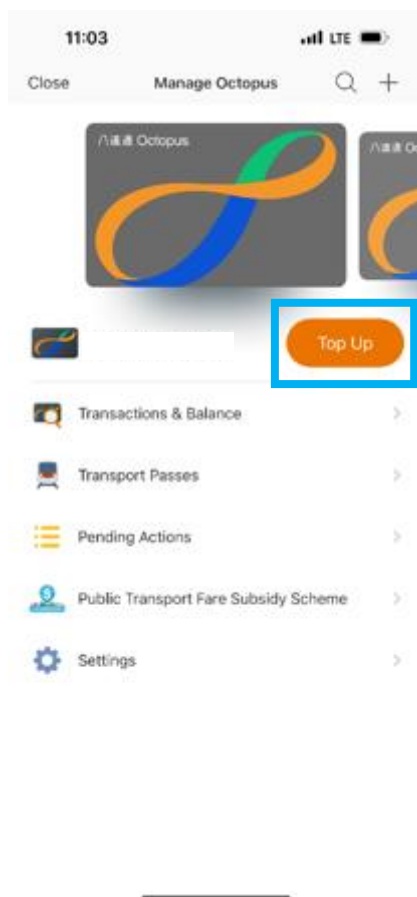 11:03 LTE
Close Manage Octopus
八達通 Octopus
八達通 Oc
Top Up
Transactions & Balance
Transport Passes
Pending Actions
Public Transport Fare Subsidy Scheme
Settings